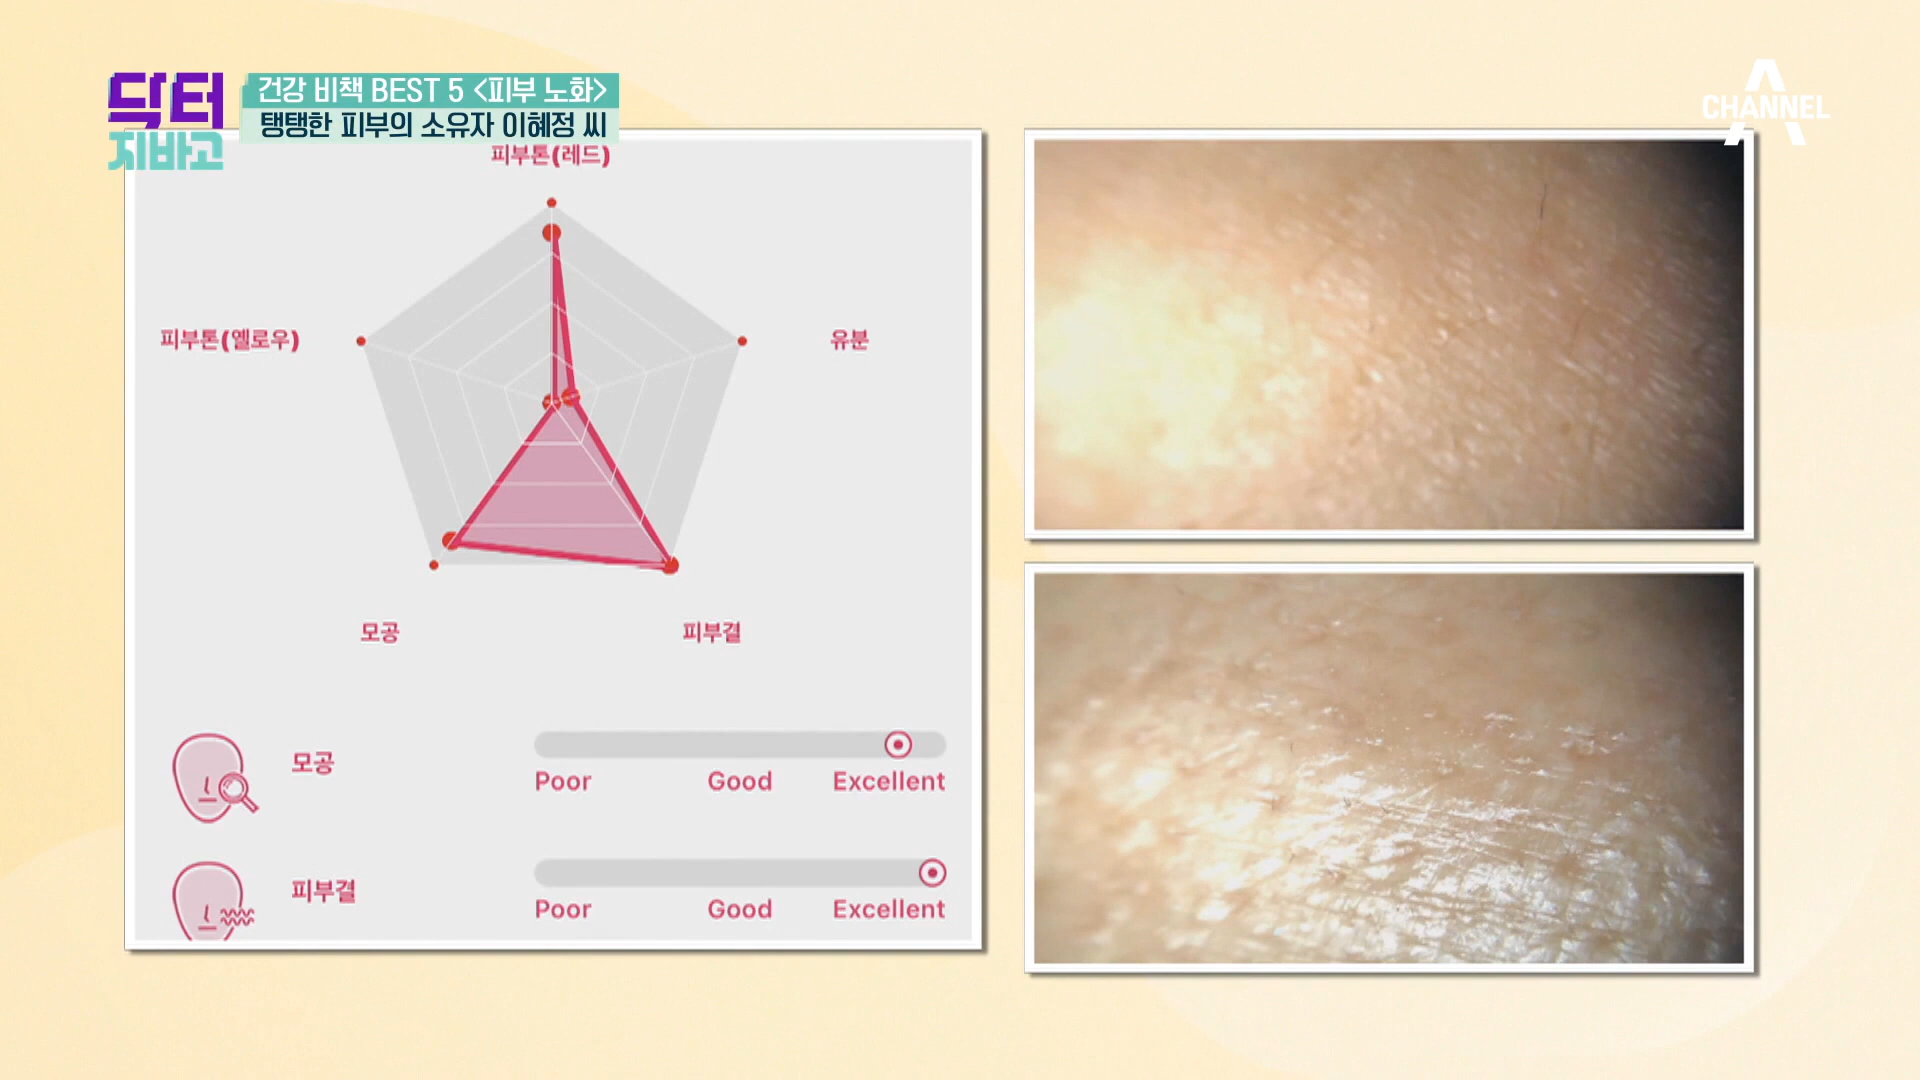 닥터
지바고
건강 비책 BEST 5 <피부 노화>
탱탱한 피부의 소유자 이혜정 씨
CHANNEL A
피부톤(레드)
피부톤(옐로우)
유분
모공
피부결
모공
Poor Good Excellent
피부결
Poor Good Excellent